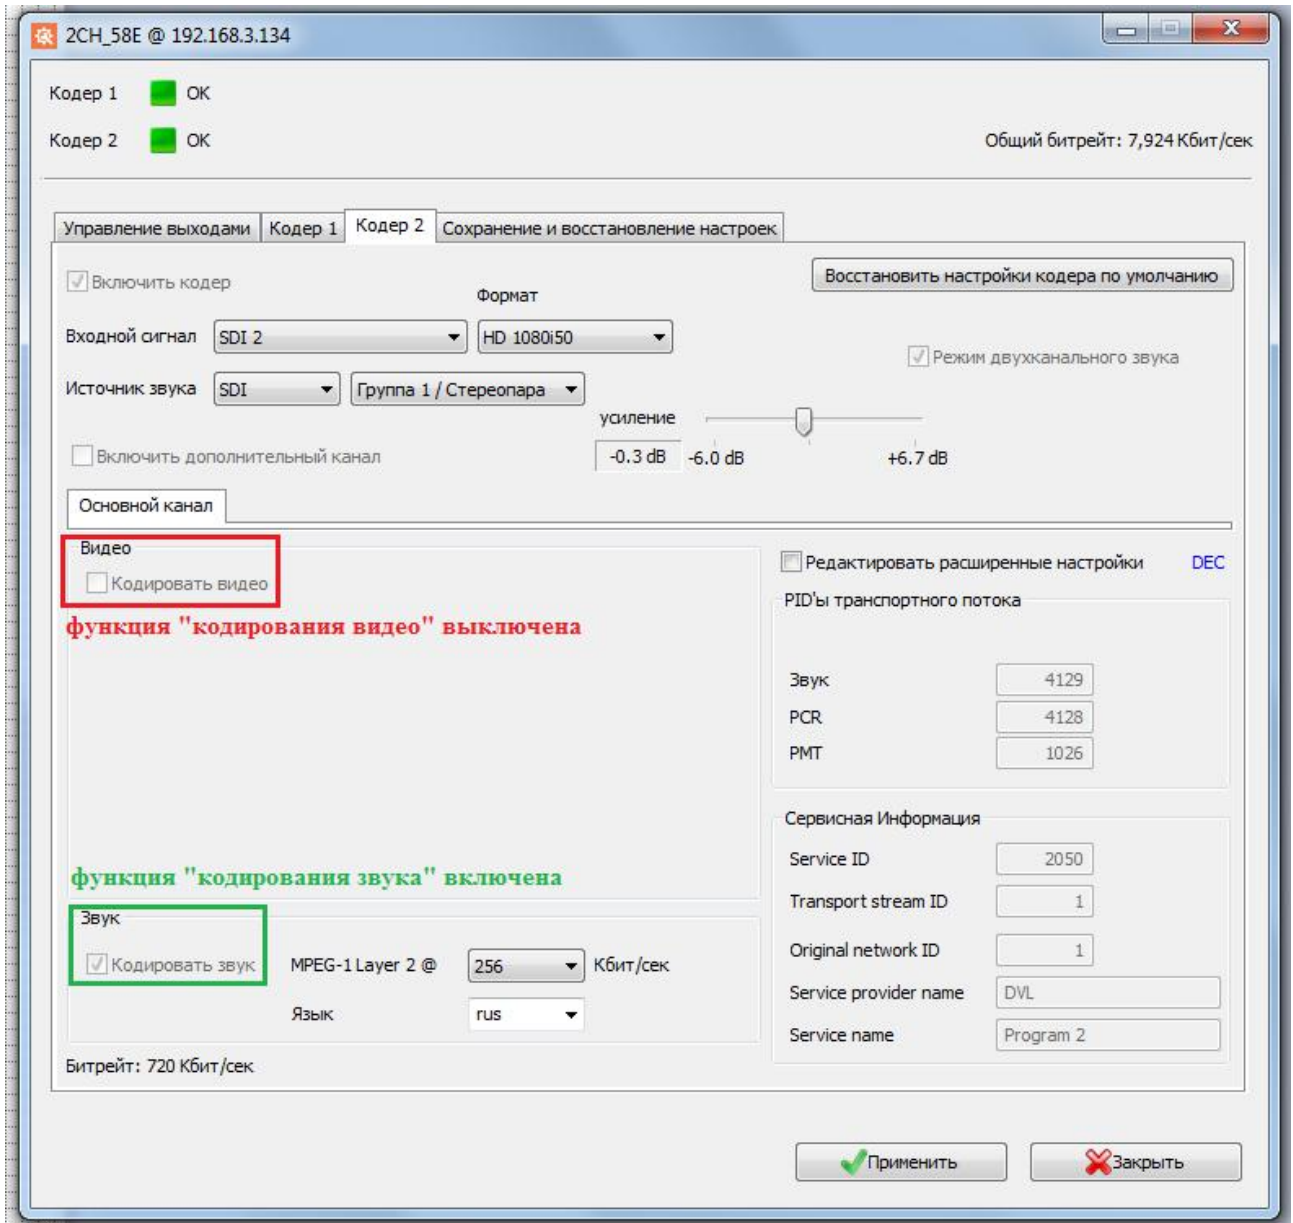 2CH_58E @ 192.168.3.134
Кодер 1 OK
Кодер 2 OK
Общий битрейт: 7,924 Кбит/сек
Управление выходами Кодер 1 Кодер 2 Сохранение и восстановление настроек
Включить кодер
Восстановить настройки кодера по умолчанию
Формат
Входной сигнал SDI 2 HD 1080i50
Режим двухканального звука
Источник звука SDI Группа 1 / Стереопара
усиление
Включить дополнительный канал
-0.3 dB -6.0 dB +6.7 dB
Основной канал
Видео
Кодировать видео
функция "кодирования видео" выключена
функция "кодирования звука" включена
Звук
Кодировать звук MPEG-1 Layer 2 @ 256 Кбит/сек
Язык rus
Битрейт: 720 Кбит/сек
Редактировать расширенные настройки DEC
PID'ы транспортного потока
Звук 4129
PCR 4128
PMT 1026
Сервисная Информация
Service ID 2050
Transport stream ID 1
Original network ID 1
Service provider name DVL
Service name Program 2
Применить Закрыть